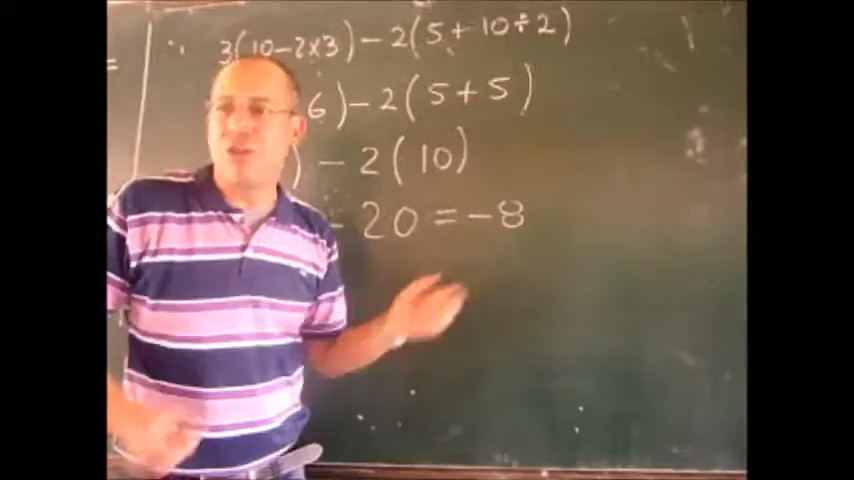 3(10-2x3)-2(5+10÷2)
6)-2(5+5)
)-2(10)
- 20=-8